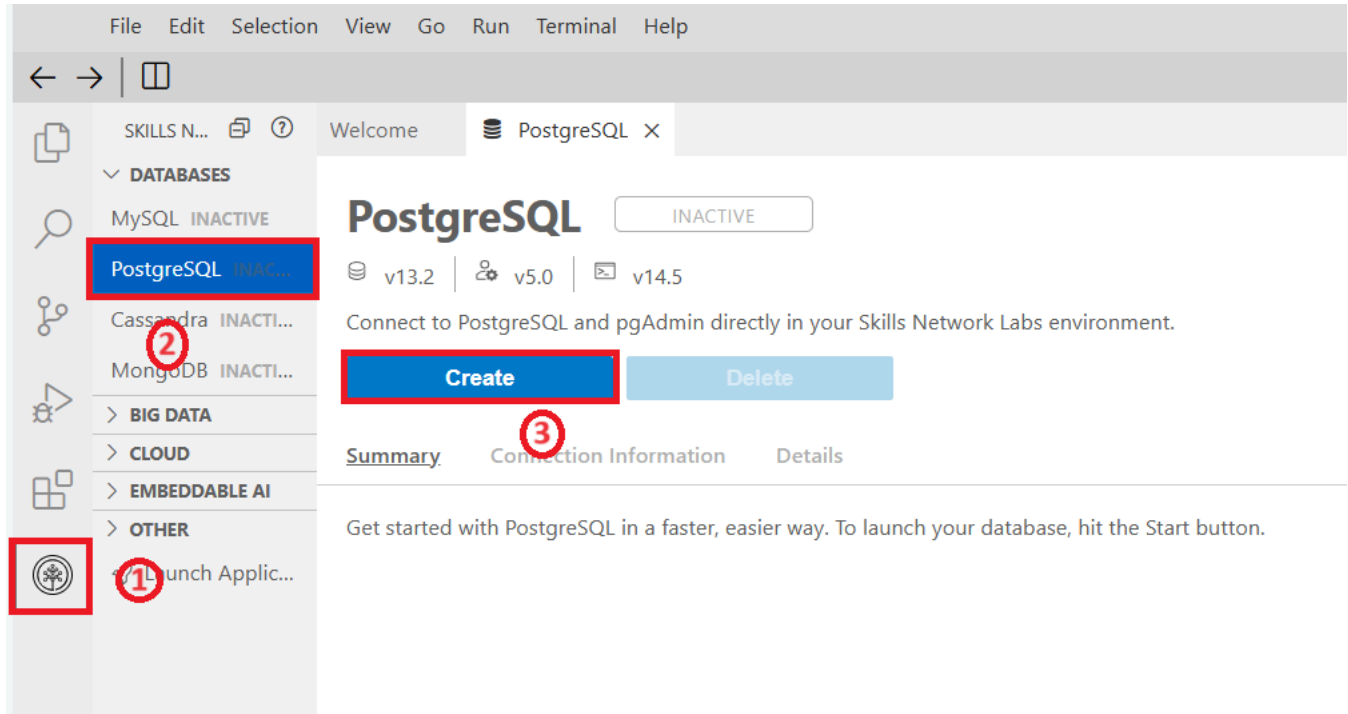 File Edit Selection View Go Run Terminal Help
SKILLS N...
DATABASES
MySQL INACTIVE
PostgreSQL INAC...
Cassandra INACTI...
MongoDB INACTI...
BIG DATA
CLOUD
EMBEDDABLE AI
OTHER
Launch Applic...
1
2
Welcome PostgreSQL
PostgreSQL INACTIVE
v13.2 v5.0 v14.5
Connect to PostgreSQL and pgAdmin directly in your Skills Network Labs environment.
Create Delete
3
Summary Connection Information Details
Get started with PostgreSQL in a faster, easier way. To launch your database, hit the Start button.